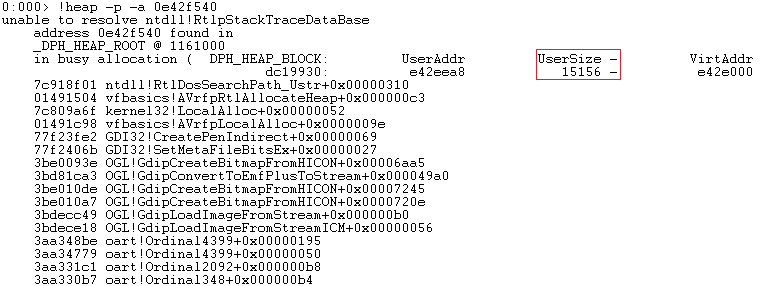 0:000> !heap -p -a 0e42f540
unable to resolve ntdll!RtlpStackTraceDataBase
address 0e42f540 found in
_DPH_HEAP_ROOT @ 1161000
in busy allocation ( DPH_HEAP_BLOCK: UserAddr UserSize - VirtAddr
dc19930: e42eea8 15156 - e42e000
7c918f01 ntdll!RtlDosSearchPath_Ustr+0x00000310
01491504 vfbasics!AVrfpRtlAllocateHeap+0x000000c3
7c809a6f kernel32!LocalAlloc+0x00000052
01491c98 vfbasics!AVrfpLocalAlloc+0x0000009e
77f23fe2 GDI32!CreatePenIndirect+0x00000069
77f2406b GDI32!SetMetaFileBitsEx+0x00000027
3be0093e OGL!GdipCreateBitmapFromHICON+0x00006aa5
3bd81ca3 OGL!GdipConvertToEmfPlusToStream+0x000049a0
3be010de OGL!GdipCreateBitmapFromHICON+0x00007245
3be010a7 OGL!GdipCreateBitmapFromHICON+0x0000720e
3bdecc49 OGL!GdipLoadImageFromStream+0x000000b0
3bdece18 OGL!GdipLoadImageFromStreamICM+0x00000056
3aa348be oart!Ordinal4399+0x00000195
3aa34779 oart!Ordinal4399+0x00000050
3aa331c1 oart!Ordinal2092+0x000000b8
3aa330b7 oart!Ordinal348+0x000000b4